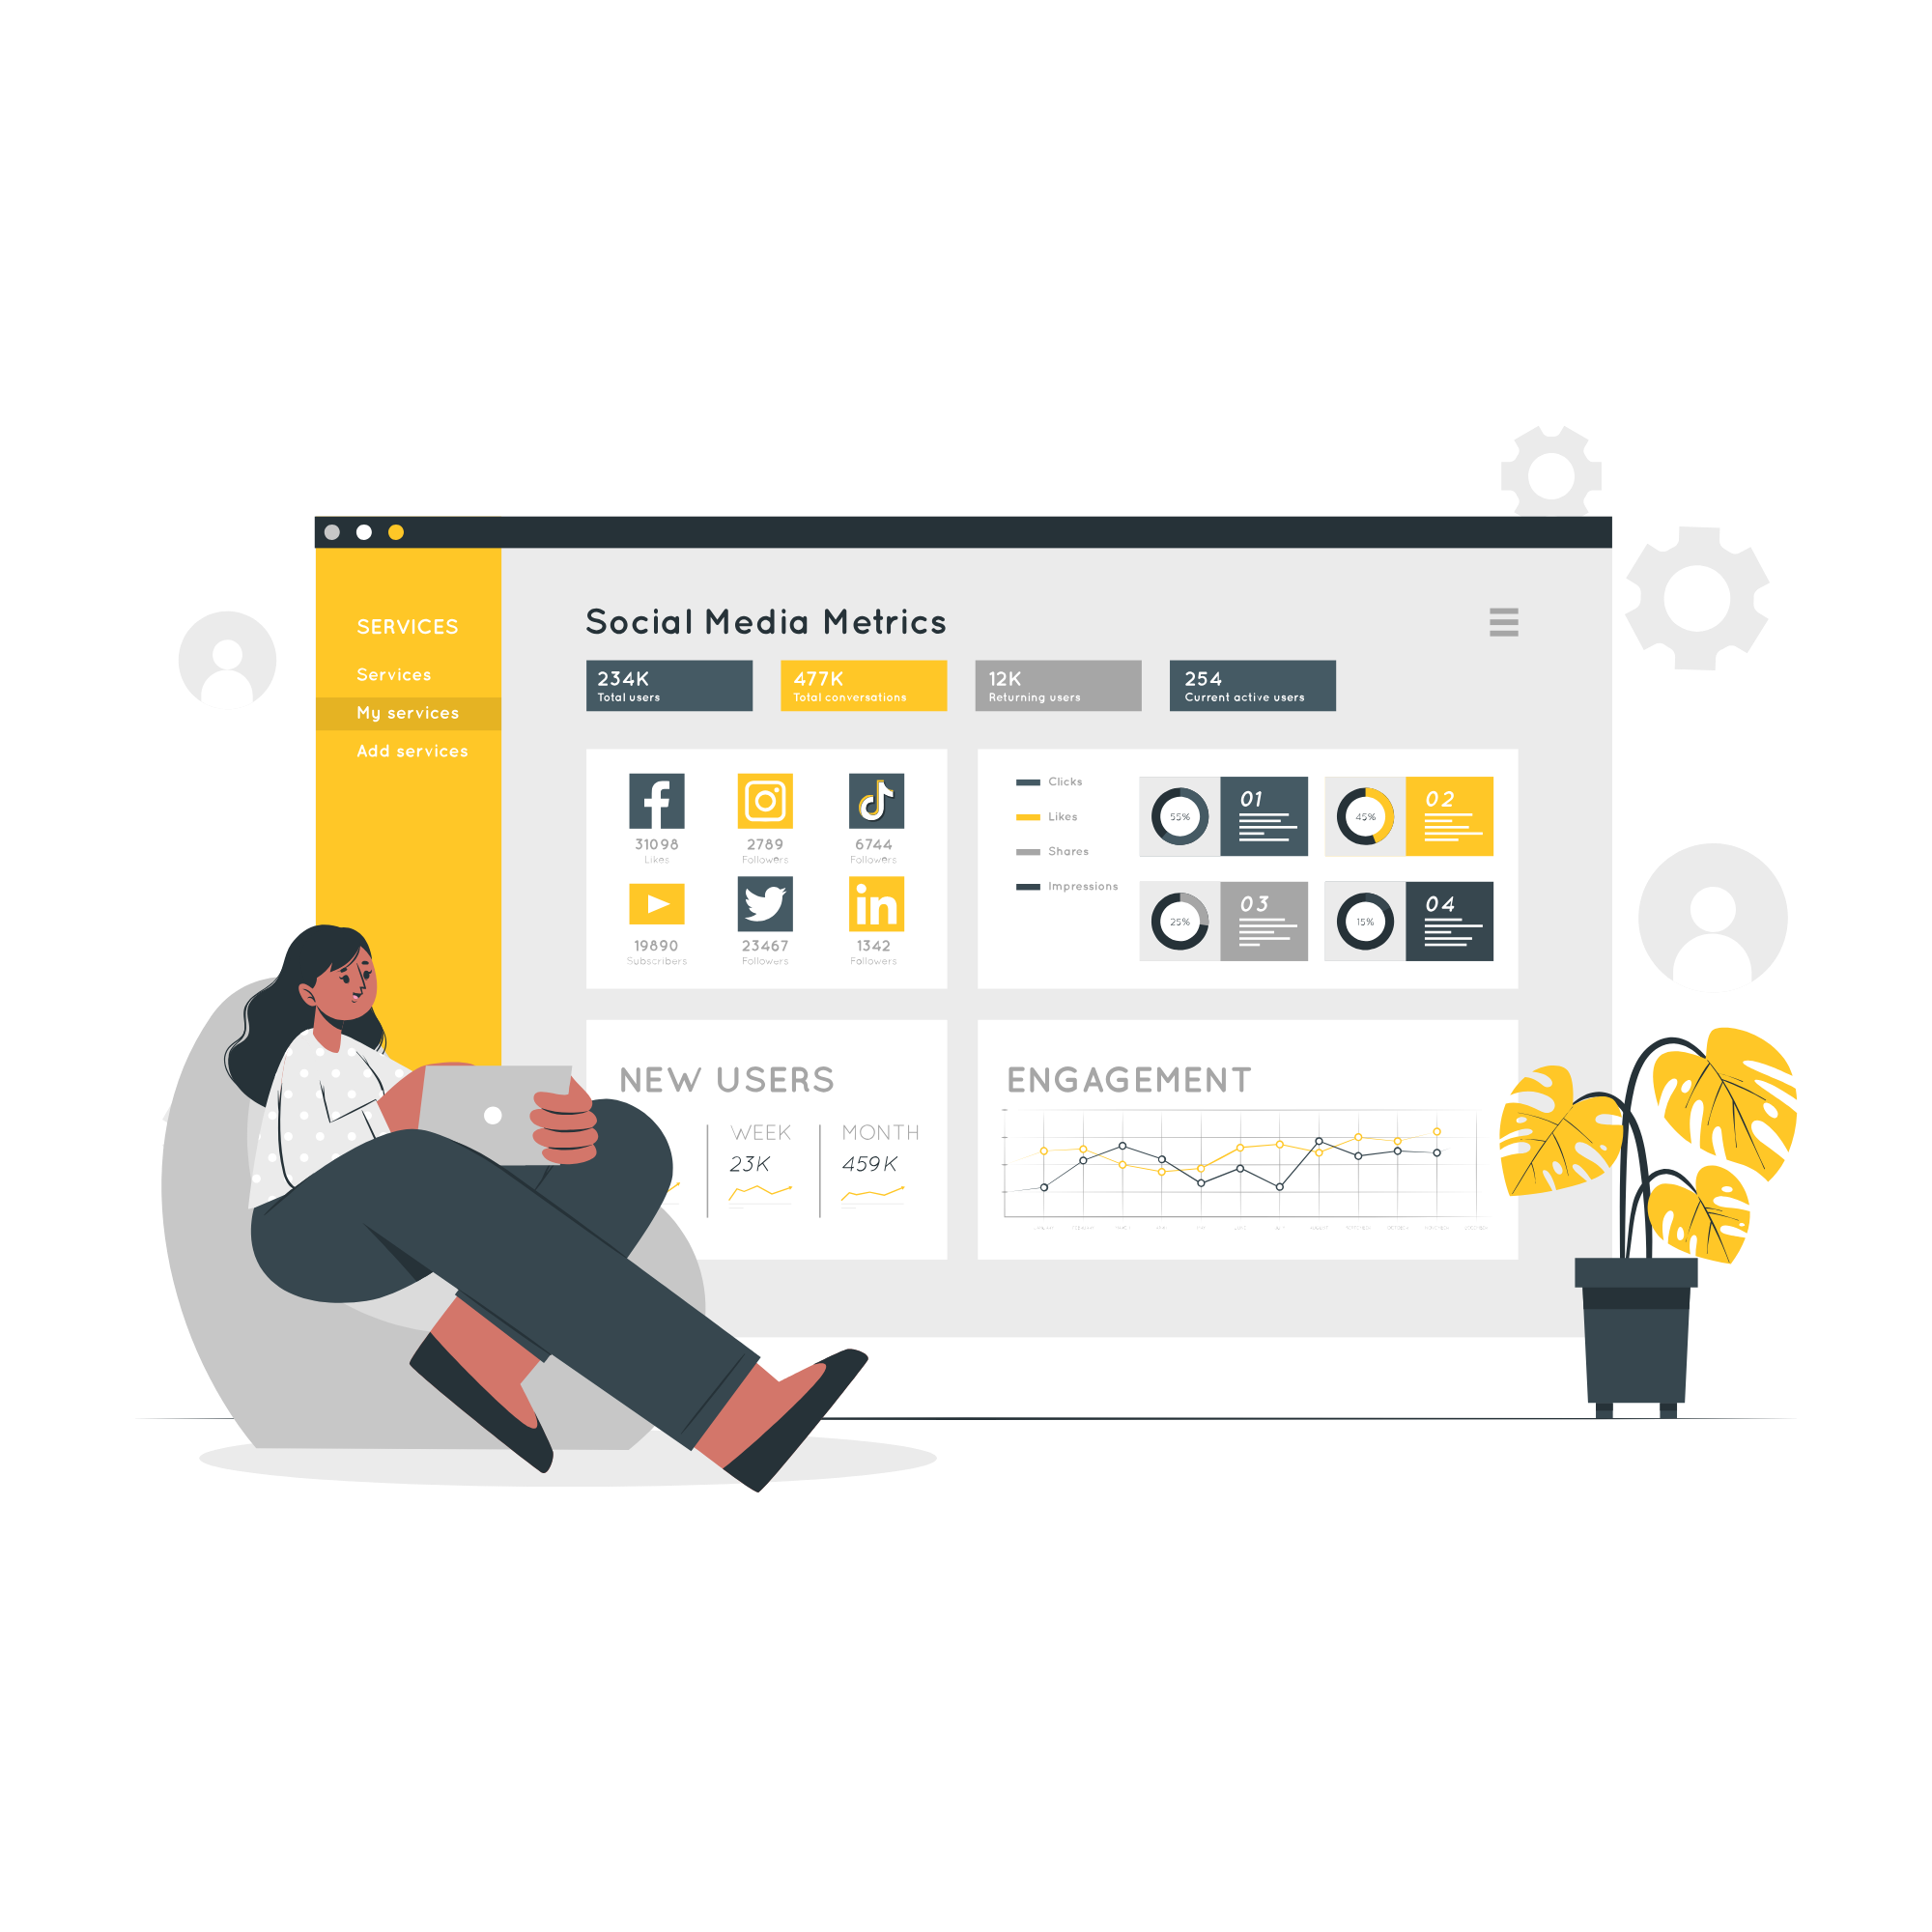 SERVICES
Services
My services
Add services
Social Media Metrics
234K
Total users
477K
Total conversations
12K
Returning users
254
Current active users
31098
Likes
2789
Followers
6744
Followers
19890
Subscribers
23467
Followers
1342
Followers
Clicks
Likes
Shares
Impressions
55%
01
45%
02
25%
03
15%
04
NEW USERS
WEEK
23K
MONTH
459K
ENGAGEMENT